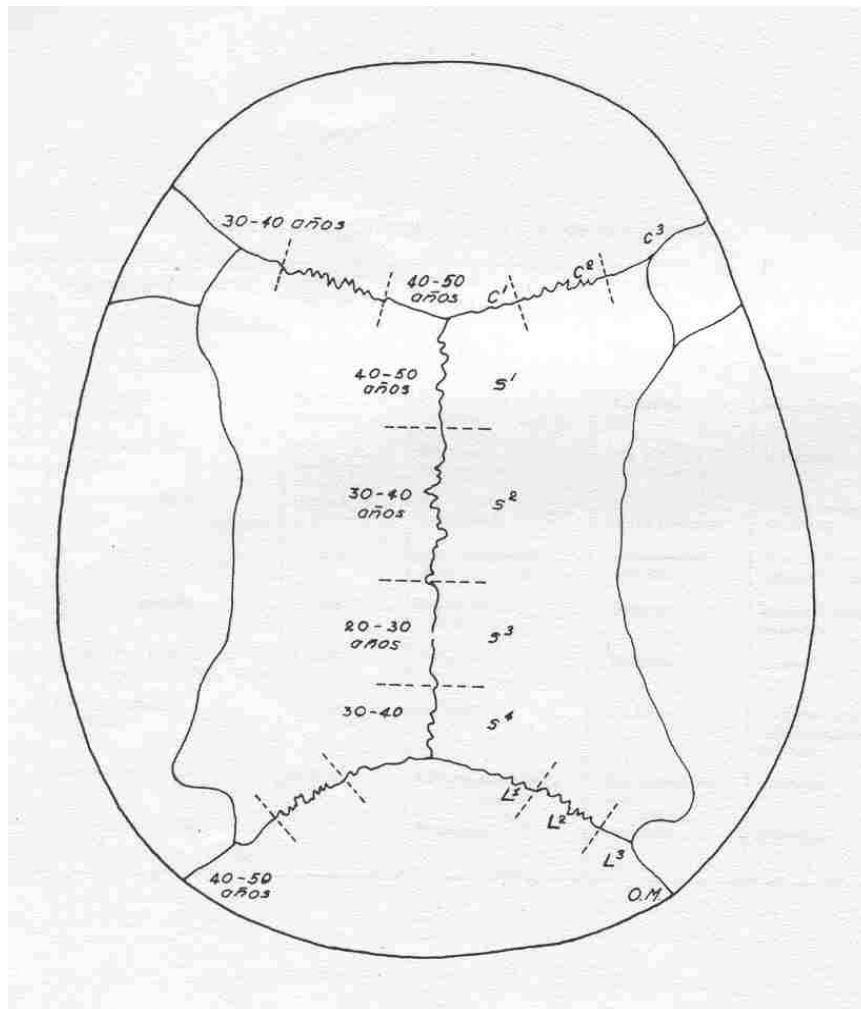 30-40 años
C³
40-50
años
C¹
C²
40-50
años
S¹
30-40
años
S²
20-30
años
S³
30-40
S⁴
L¹
L²
L³
40-50
años
O.M.